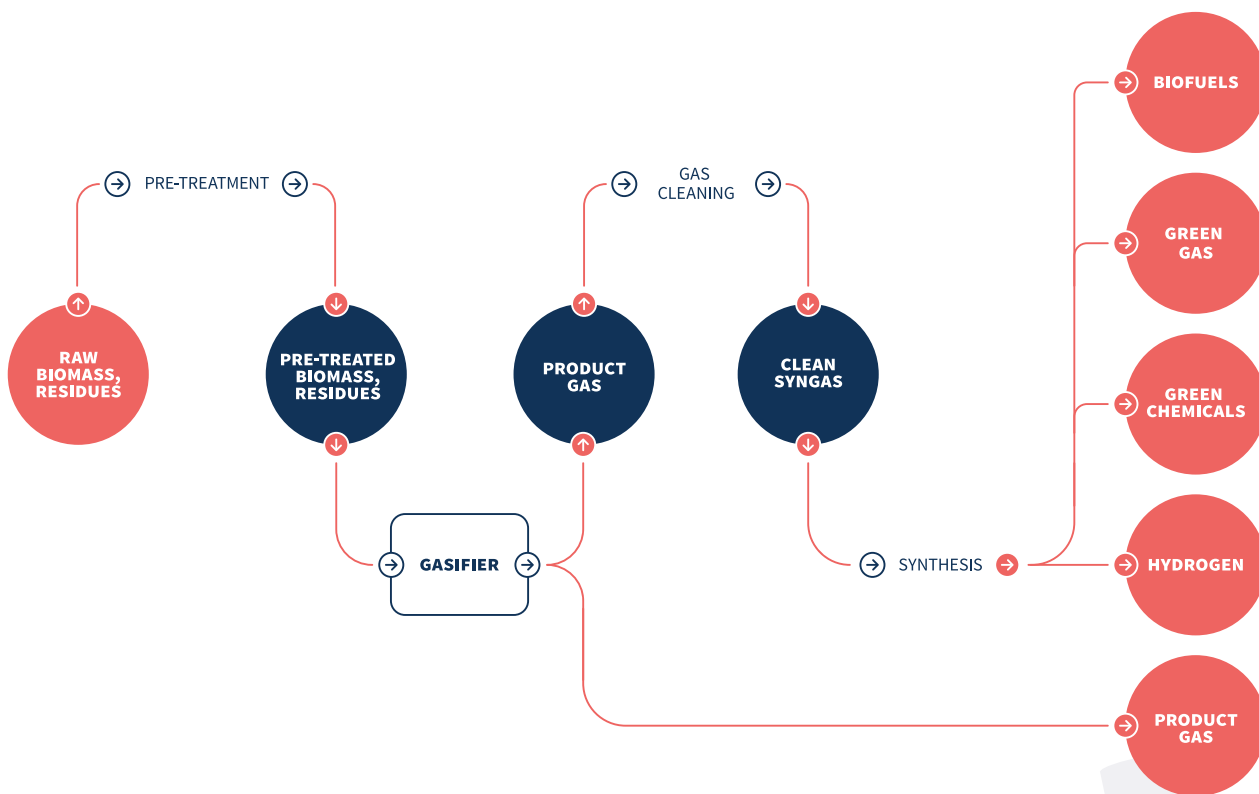 BIOFUELS
PRE-TREATMENT
GAS
CLEANING
GREEN
GAS
RAW
BIOMASS,
RESIDUES
PRE-TREATED
BIOMASS,
RESIDUES
PRODUCT
GAS
CLEAN
SYNGAS
GREEN
CHEMICALS
GASIFIER
SYNTHESIS
HYDROGEN
PRODUCT
GAS